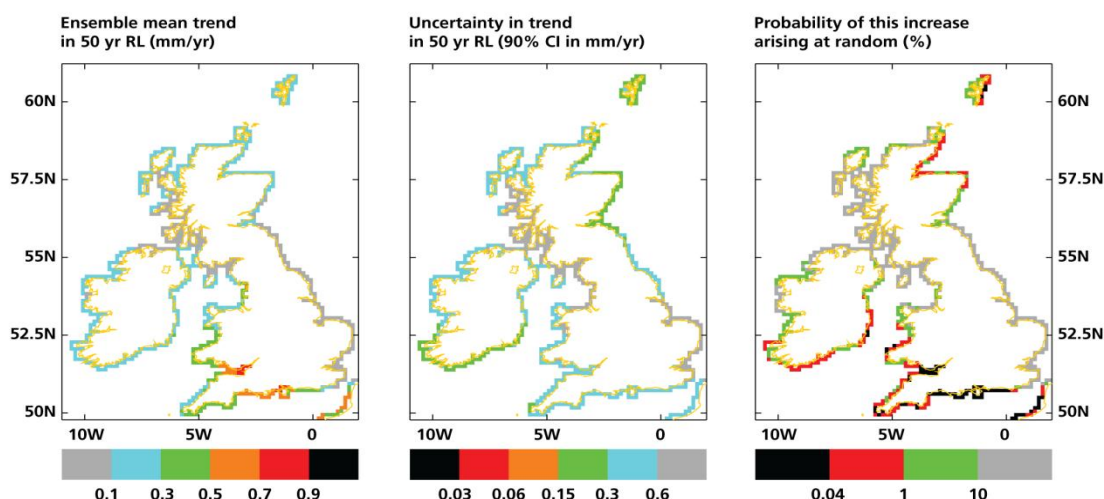 Ensemble mean trend
in 50 yr RL (mm/yr)
Uncertainty in trend
in 50 yr RL (90% CI in mm/yr)
Probability of this increase
arising at random (%)
60N
57.5N
55N
52.5N
50N
60N
57.5N
55N
52.5N
50N
10W 5W 0
10W 5W 0
10W 5W 0
0.1 0.3 0.5 0.7 0.9
0.03 0.06 0.15 0.3 0.6
0.04 1 10